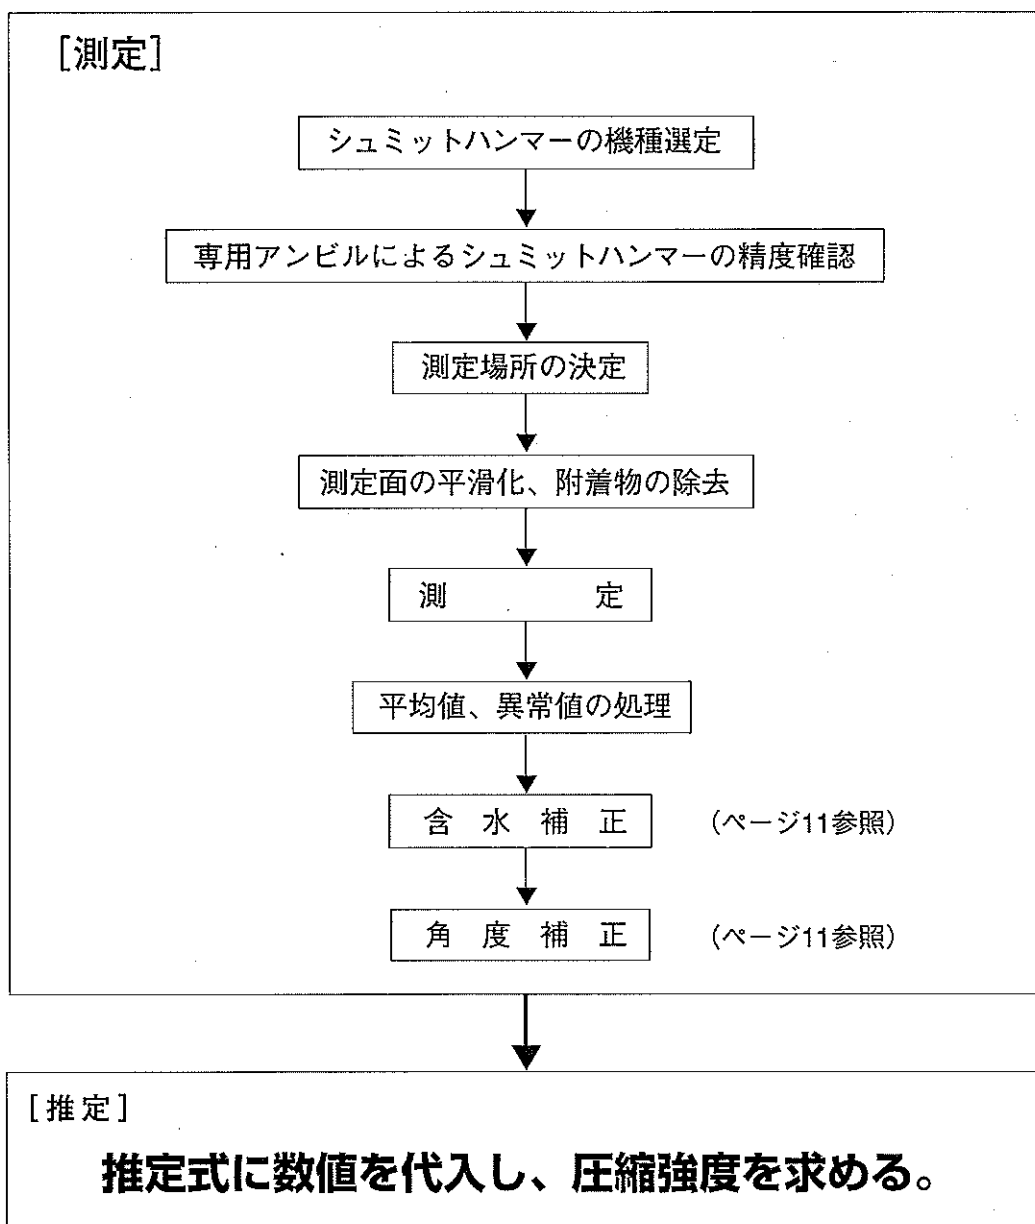 [測定]
シュミットハンマーの機種選定
専用アンビルによるシュミットハンマーの精度確認
測定場所の決定
測定面の平滑化、附着物の除去
測　　　　定
平均値、異常値の処理
含　水　補　正　　(ページ11参照)
角　度　補　正　　(ページ11参照)
[推定]
推定式に数値を代入し、圧縮強度を求める。